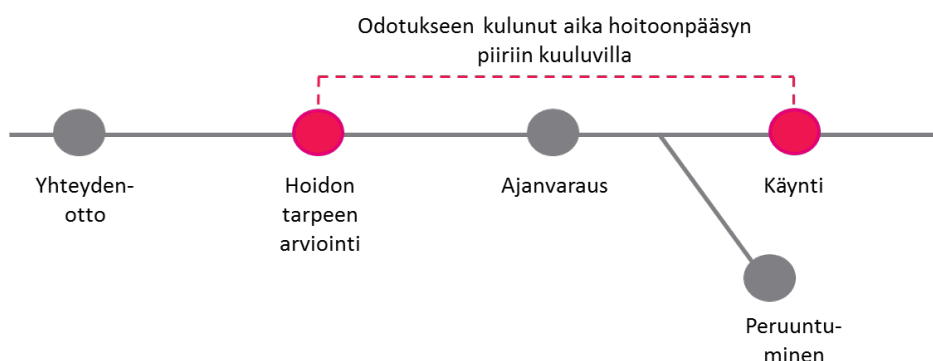 Odotukseen kulunut aika hoitoonpääsyn
piiriin kuuluvilla
Yhteyden-
otto
Hoidon
tarpeen
arviointi
Ajanvaraus
Käynti
Peruuntu-
minen